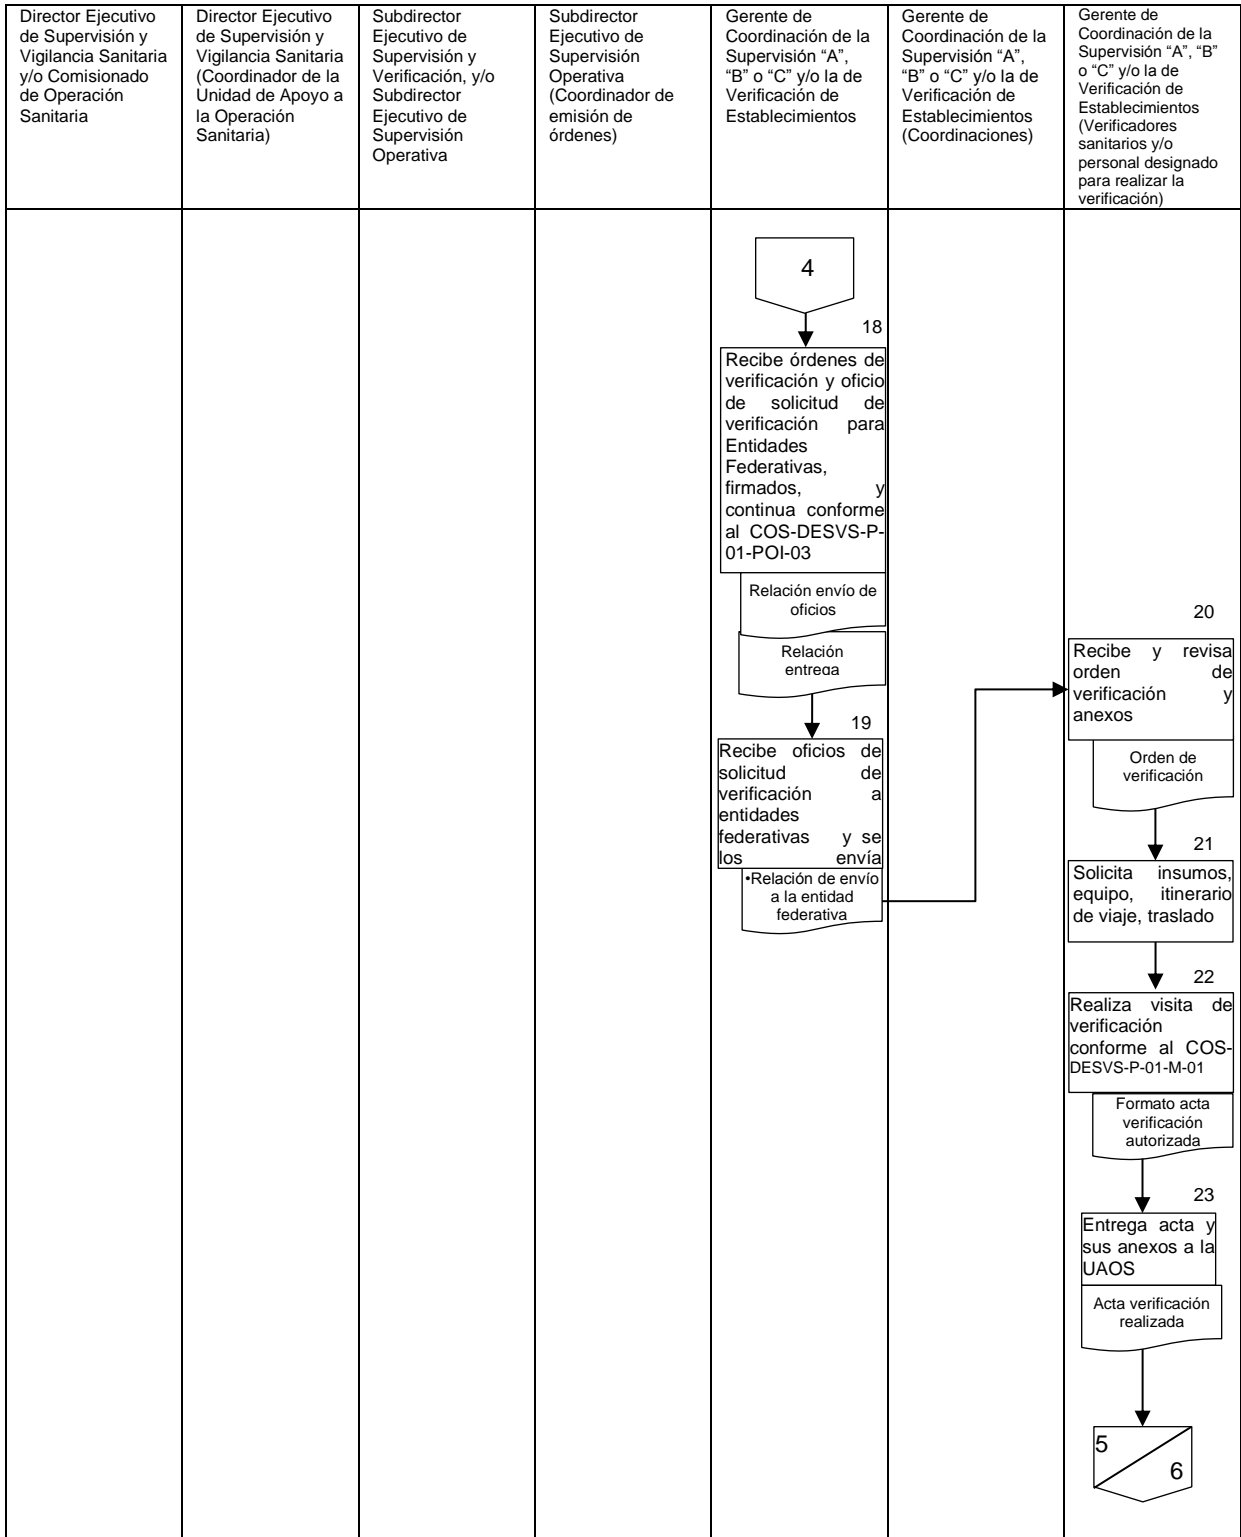 Director Ejecutivo
de Supervisión y
Vigilancia Sanitaria
y/o Comisionado
de Operación
Sanitaria
Director Ejecutivo
de Supervisión y
Vigilancia Sanitaria
(Coordinador de la
Unidad de Apoyo a
la Operación
Sanitaria)
Subdirector
Ejecutivo de
Supervisión y
Verificación, y/o
Subdirector
Ejecutivo de
Supervisión
Operativa
Subdirector
Ejecutivo de
Supervisión
Operativa
(Coordinador de
emisión de
órdenes)
Gerente de
Coordinación de la
Supervisión “A”,
“B” o “C” y/o la de
Verificación de
Establecimientos
Gerente de
Coordinación de la
Supervisión “A”,
“B” o “C” y/o la de
Verificación de
Establecimientos
(Coordinaciones)
Gerente de
Coordinación de la
Supervisión “A”, “B”
o “C” y/o la de
Verificación de
Establecimientos
(Verificadores
sanitarios y/o
personal designado
para realizar la
verificación)
4
18
Recibe órdenes de
verificación y oficio
de solicitud de
verificación para
Entidades
Federativas,
firmados, y
continua conforme
al COS-DESVS-P-
01-POI-03
Relación envío de
oficios
Relación
entrega
19
Recibe oficios de
solicitud de
verificación a
entidades
federativas y se
los envía
•Relación de envío
a la entidad
federativa
20
Recibe y revisa
orden de
verificación y
anexos
Orden de
verificación
21
Solicita insumos,
equipo, itinerario
de viaje, traslado
22
Realiza visita de
verificación
conforme al COS-
DESVS-P-01-M-01
Formato acta
verificación
autorizada
23
Entrega acta y
sus anexos a la
UAOS
Acta verificación
realizada
5
6